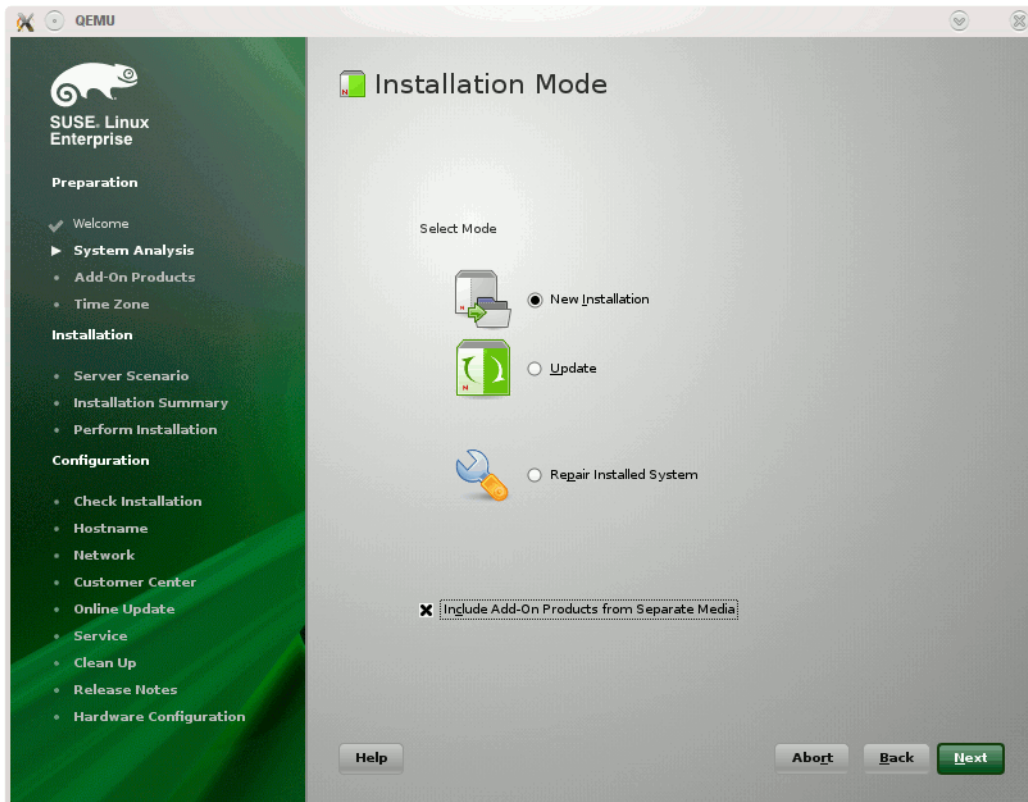 QEMU
SUSE. Linux
Enterprise
Preparation
Welcome
System Analysis
Add-On Products
Time Zone
Installation
Server Scenario
Installation Summary
Perform Installation
Configuration
Check Installation
Hostname
Network
Customer Center
Online Update
Service
Clean Up
Release Notes
Hardware Configuration
Installation Mode
Select Mode
New Installation
Update
Repair Installed System
Include Add-On Products from Separate Media
Help
Abort
Back
Next